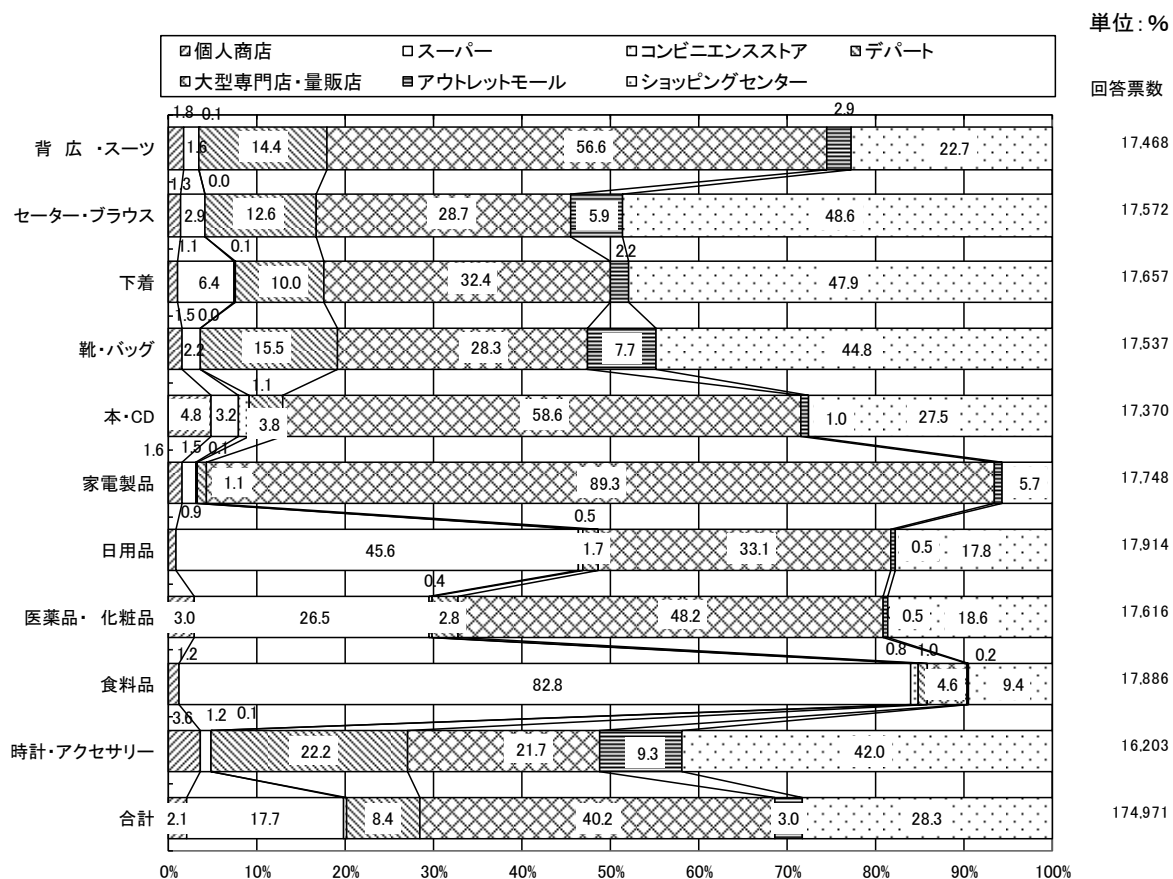 単位:%
個人商店 スーパー コンビニエンスストア デパート
大型専門店・量販店 アウトレットモール ショッピングセンター
回答票数
1.8 0.1 2.9
背 広 ・スーツ 1.6 14.4 56.6 22.7 17,468
1.3 0.0
セーター・ブラウス 2.9 12.6 28.7 5.9 48.6 17,572
1.1 0.1 2.2
下着 6.4 10.0 32.4 47.9 17,657
1.5 0.0
靴・バッグ 2.2 15.5 28.3 7.7 44.8 17,537
1.1
本・CD 4.8 3.2 3.8 58.6 1.0 27.5 17,370
1.6 1.5 0.1
家電製品 1.1 89.3 5.7 17,748
0.9 0.5
日用品 45.6 1.7 33.1 0.5 17.8 17,914
0.4
医薬品・ 化粧品 3.0 26.5 2.8 48.2 0.5 18.6 17,616
1.2 0.8 1.0 0.2
食料品 82.8 4.6 9.4 17,886
3.6 1.2 0.1
時計・アクセサリー 22.2 21.7 9.3 42.0 16,203
合計 2.1 17.7 8.4 40.2 3.0 28.3 174,971
0% 10% 20% 30% 40% 50% 60% 70% 80% 90% 100%